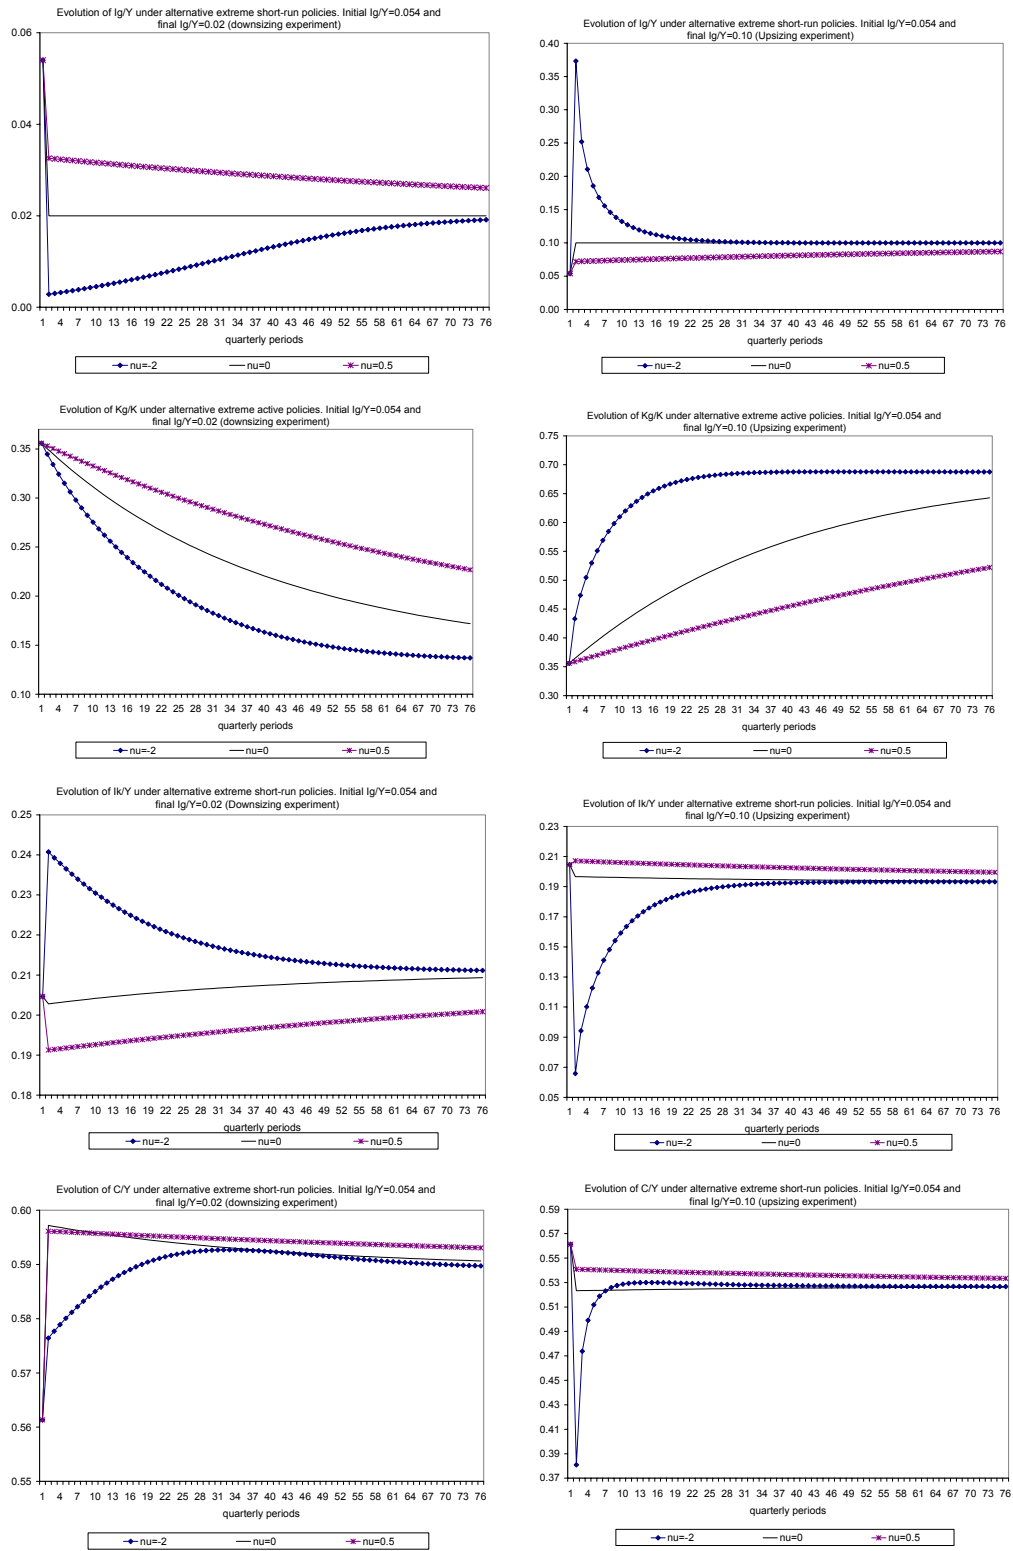 Evolution of Ig/Y under alternative extreme short-run policies. Initial Ig/Y=0.054 and
final Ig/Y=0.02 (downsizing experiment)
0.06
0.04
0.02
0.00
1 4 7 10 13 16 19 22 25 28 31 34 37 40 43 46 49 52 55 58 61 64 67 70 73 76
quarterly periods
nu=-2 nu=0 nu=0.5
Evolution of Ig/Y under alternative extreme short-run policies. Initial Ig/Y=0.054 and
final Ig/Y=0.10 (Upsizing experiment)
0.40
0.35
0.30
0.25
0.20
0.15
0.10
0.05
0.00
1 4 7 10 13 16 19 22 25 28 31 34 37 40 43 46 49 52 55 58 61 64 67 70 73 76
quarterly periods
nu=-2 nu=0 nu=0.5
Evolution of Kg/K under alternative extreme active policies. Initial Ig/Y=0.054 and
final Ig/Y=0.02 (downsizing experiment)
0.35
0.30
0.25
0.20
0.15
0.10
1 4 7 10 13 16 19 22 25 28 31 34 37 40 43 46 49 52 55 58 61 64 67 70 73 76
quarterly periods
nu=-2 nu=0 nu=0.5
Evolution of Kg/K under alternative extreme active policies. Initial Ig/Y=0.054 and
final Ig/Y=0.10 (Upsizing experiment)
0.75
0.70
0.65
0.60
0.55
0.50
0.45
0.40
0.35
0.30
1 4 7 10 13 16 19 22 25 28 31 34 37 40 43 46 49 52 55 58 61 64 67 70 73 76
quarterly periods
nu=-2 nu=0 nu=0.5
Evolution of Ik/Y under alternative extreme short-run policies. Initial Ig/Y=0.054 and
final Ig/Y=0.02 (Downsizing experiment)
0.25
0.24
0.23
0.22
0.21
0.20
0.19
0.18
1 4 7 10 13 16 19 22 25 28 31 34 37 40 43 46 49 52 55 58 61 64 67 70 73 76
quarterly periods
nu=-2 nu=0 nu=0.5
Evolution of Ik/Y under alternative extreme short-run policies. Initial Ig/Y=0.054 and
final Ig/Y=0.10 (Upsizing experiment)
0.23
0.21
0.19
0.17
0.15
0.13
0.11
0.09
0.07
0.05
1 4 7 10 13 16 19 22 25 28 31 34 37 40 43 46 49 52 55 58 61 64 67 70 73 76
quarterly periods
nu=-2 nu=0 nu=0.5
Evolution of C/Y under alternative extreme short-run policies. Initial Ig/Y=0.054 and
final Ig/Y=0.02 (downsizing experiment)
0.60
0.59
0.58
0.57
0.56
0.55
1 4 7 10 13 16 19 22 25 28 31 34 37 40 43 46 49 52 55 58 61 64 67 70 73 76
quarterly periods
nu=-2 nu=0 nu=0.5
Evolution of C/Y under alternative extreme short-run policies. Initial Ig/Y=0.054 and
final Ig/Y=0.10 (upsizing experiment)
0.59
0.57
0.55
0.53
0.51
0.49
0.47
0.45
0.43
0.41
0.39
0.37
1 4 7 10 13 16 19 22 25 28 31 34 37 40 43 46 49 52 55 58 61 64 67 70 73 76
quarterly periods
nu=-2 nu=0 nu=0.5